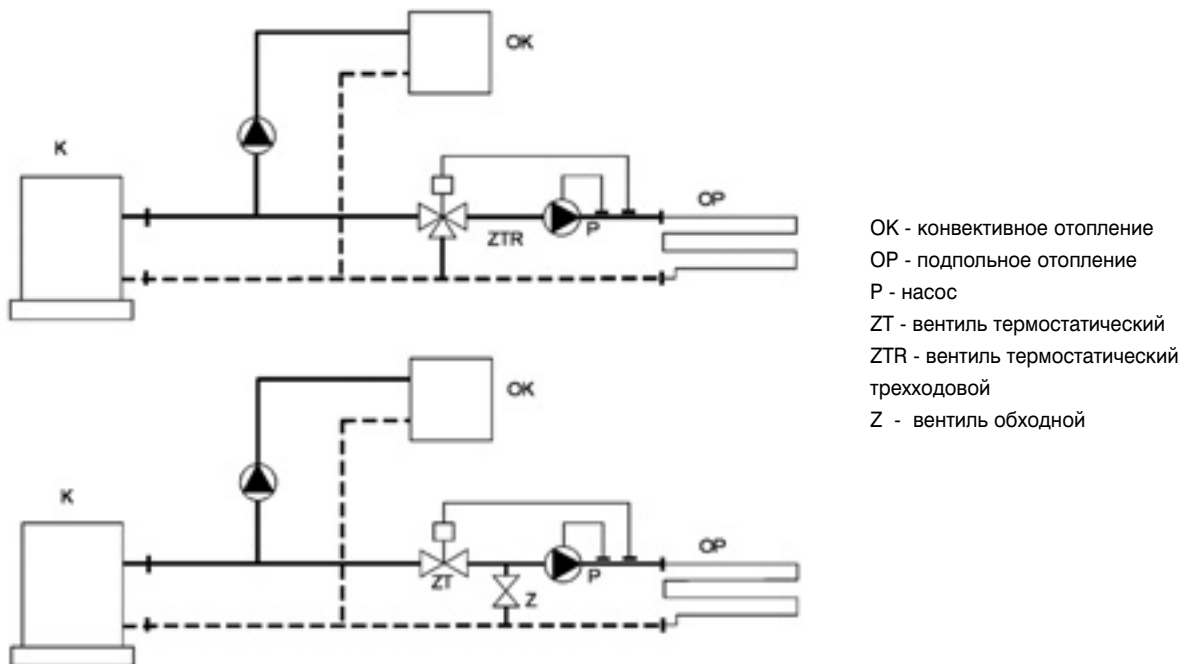 OK
K
ZTR
P
OP
OK
K
ZT
Z
P
OP
OK - конвективное отопление
OP - подпольное отопление
P - насос
ZT - вентиль термостатический
ZTR - вентиль термостатический
трехходовой
Z - вентиль обходной